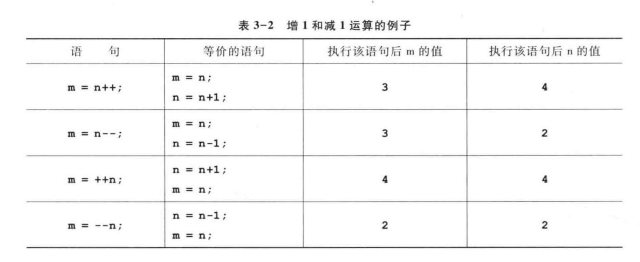 表 3-2 增 1 和减 1 运算的例子
语 句 等价的语句 执行该语句后 m 的值 执行该语句后 n 的值
m = n++; m = n; n = n+1; 3 4
m = n--; m = n; n = n-1; 3 2
m = ++n; n = n+1; m = n; 4 4
m = --n; n = n-1; m = n; 2 2